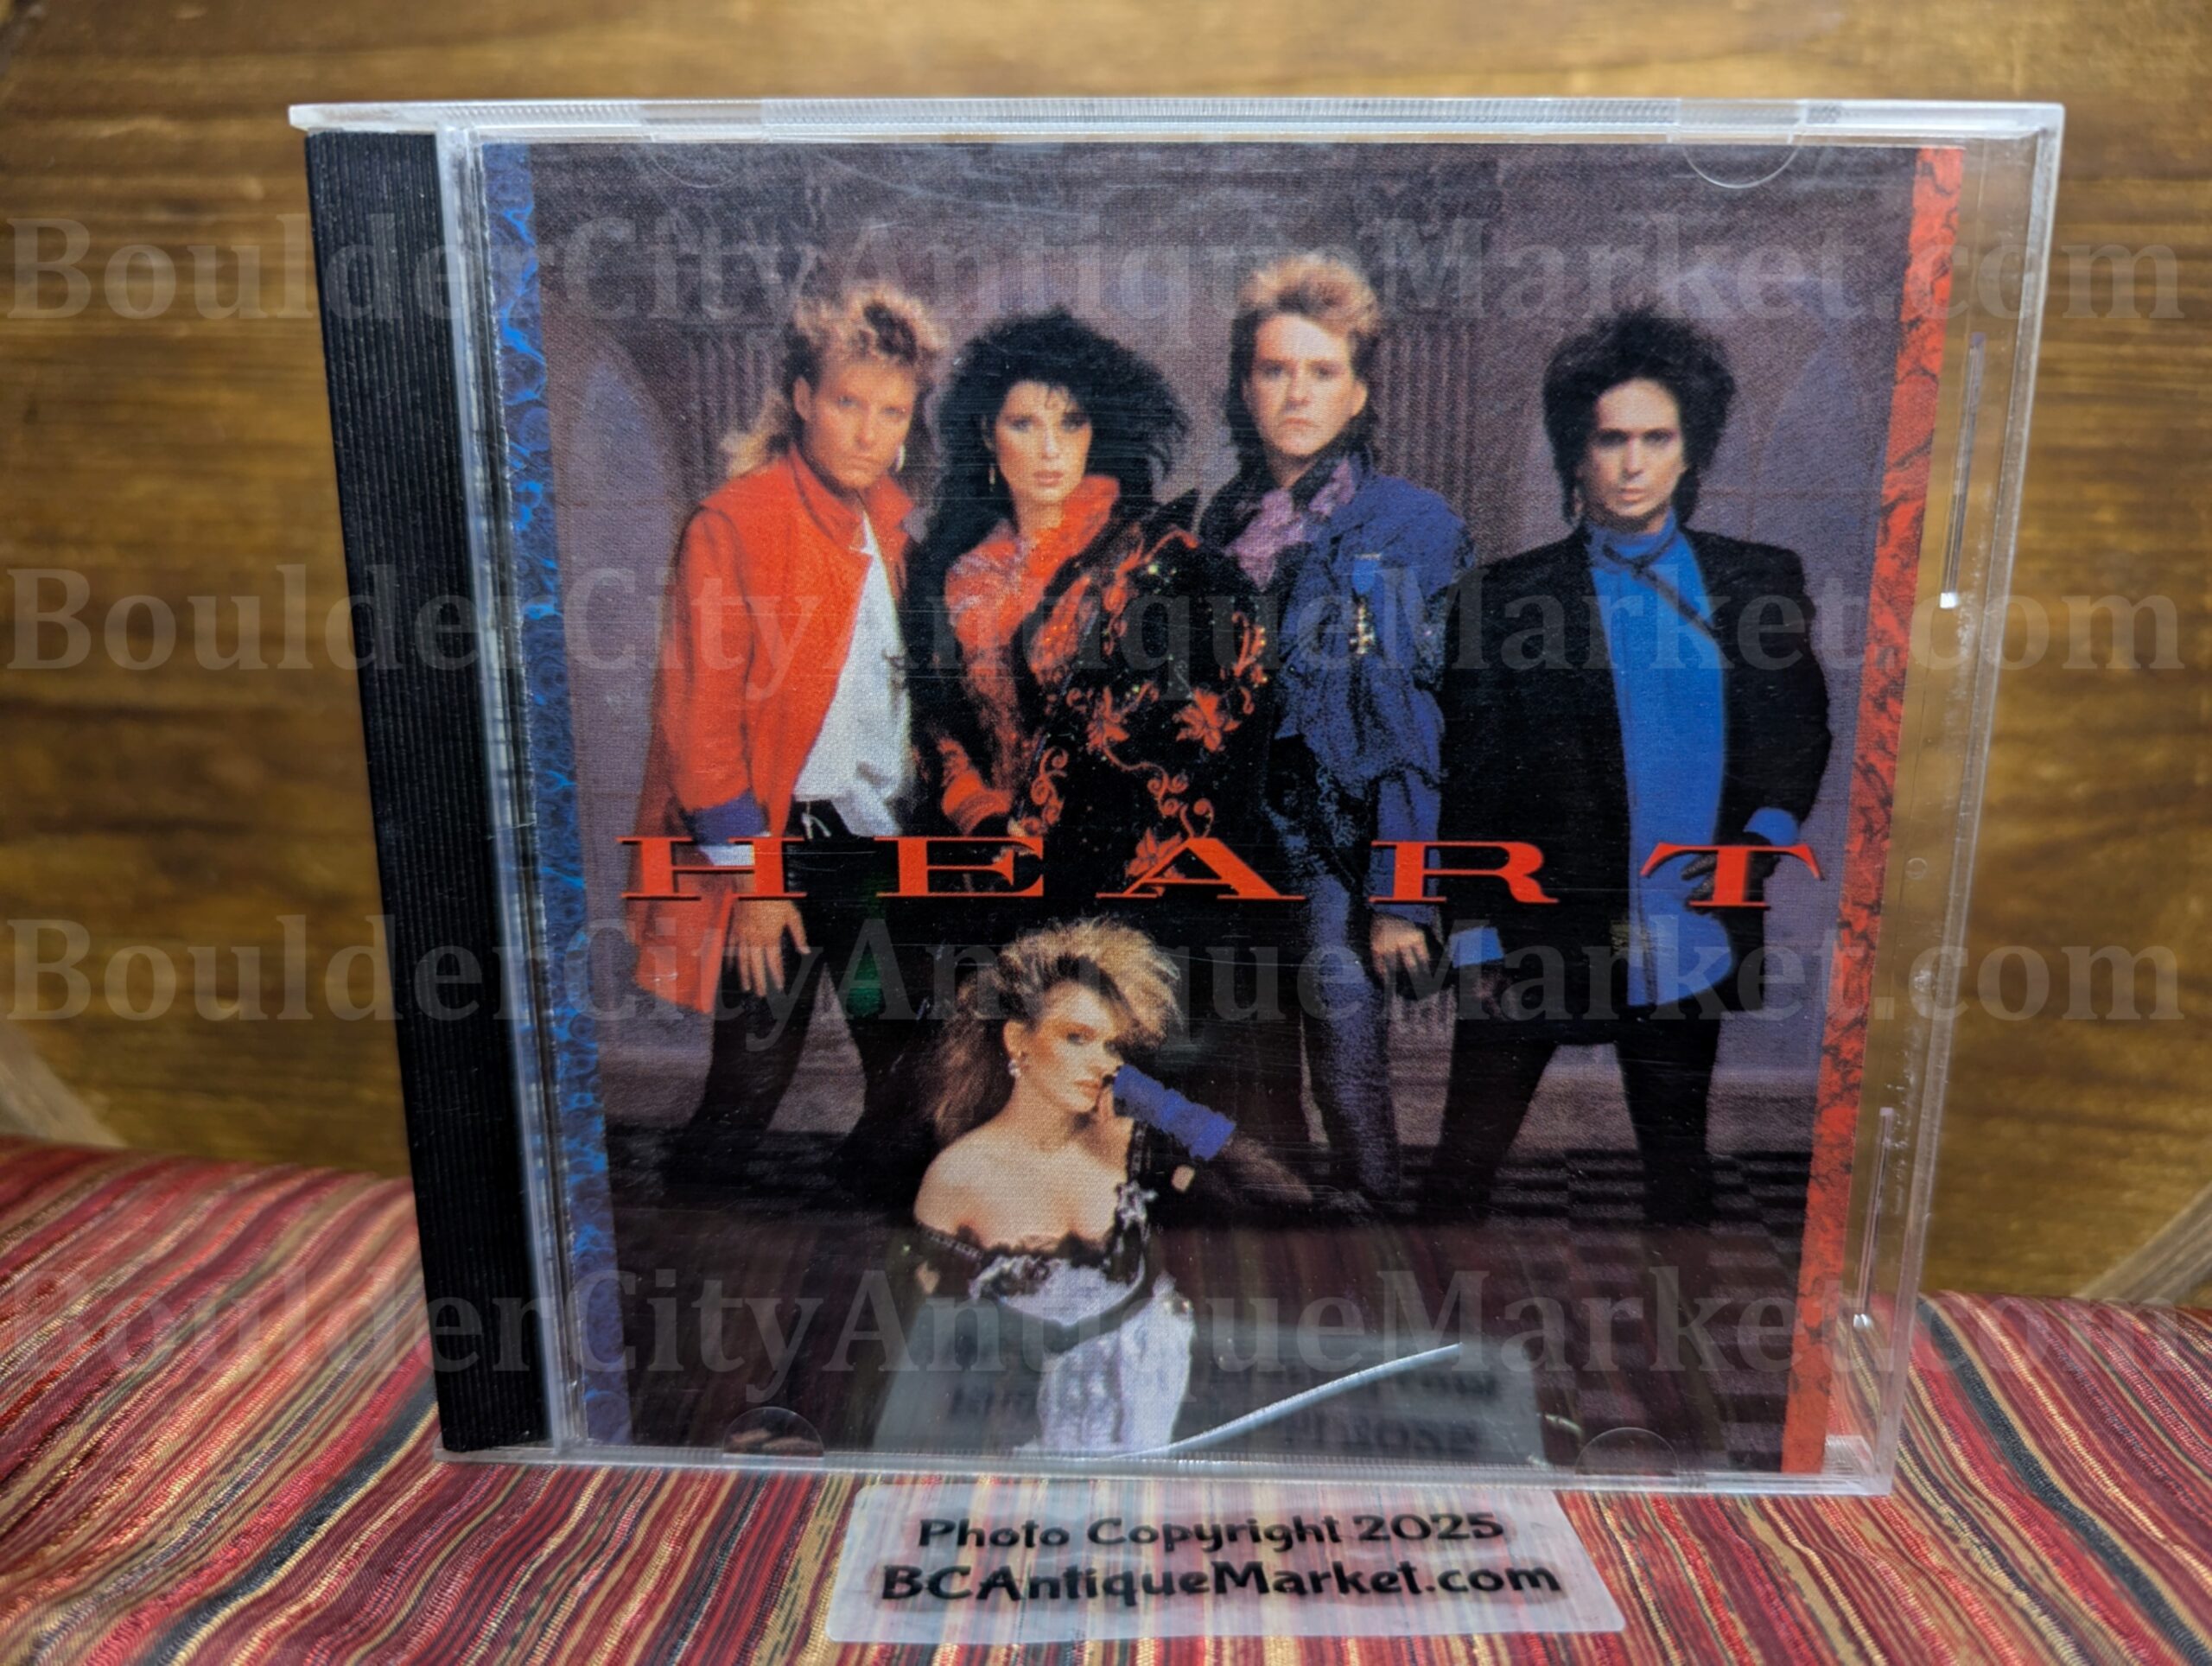 BoulderCityAntiqueMarket.com
BoulderCityAntiqueMarket.com
HEART
BoulderCityAntiqueMarket.com
BoulderCityAntiqueMarket.com
Photo Copyright 2025
BCAntiqueMarket.com